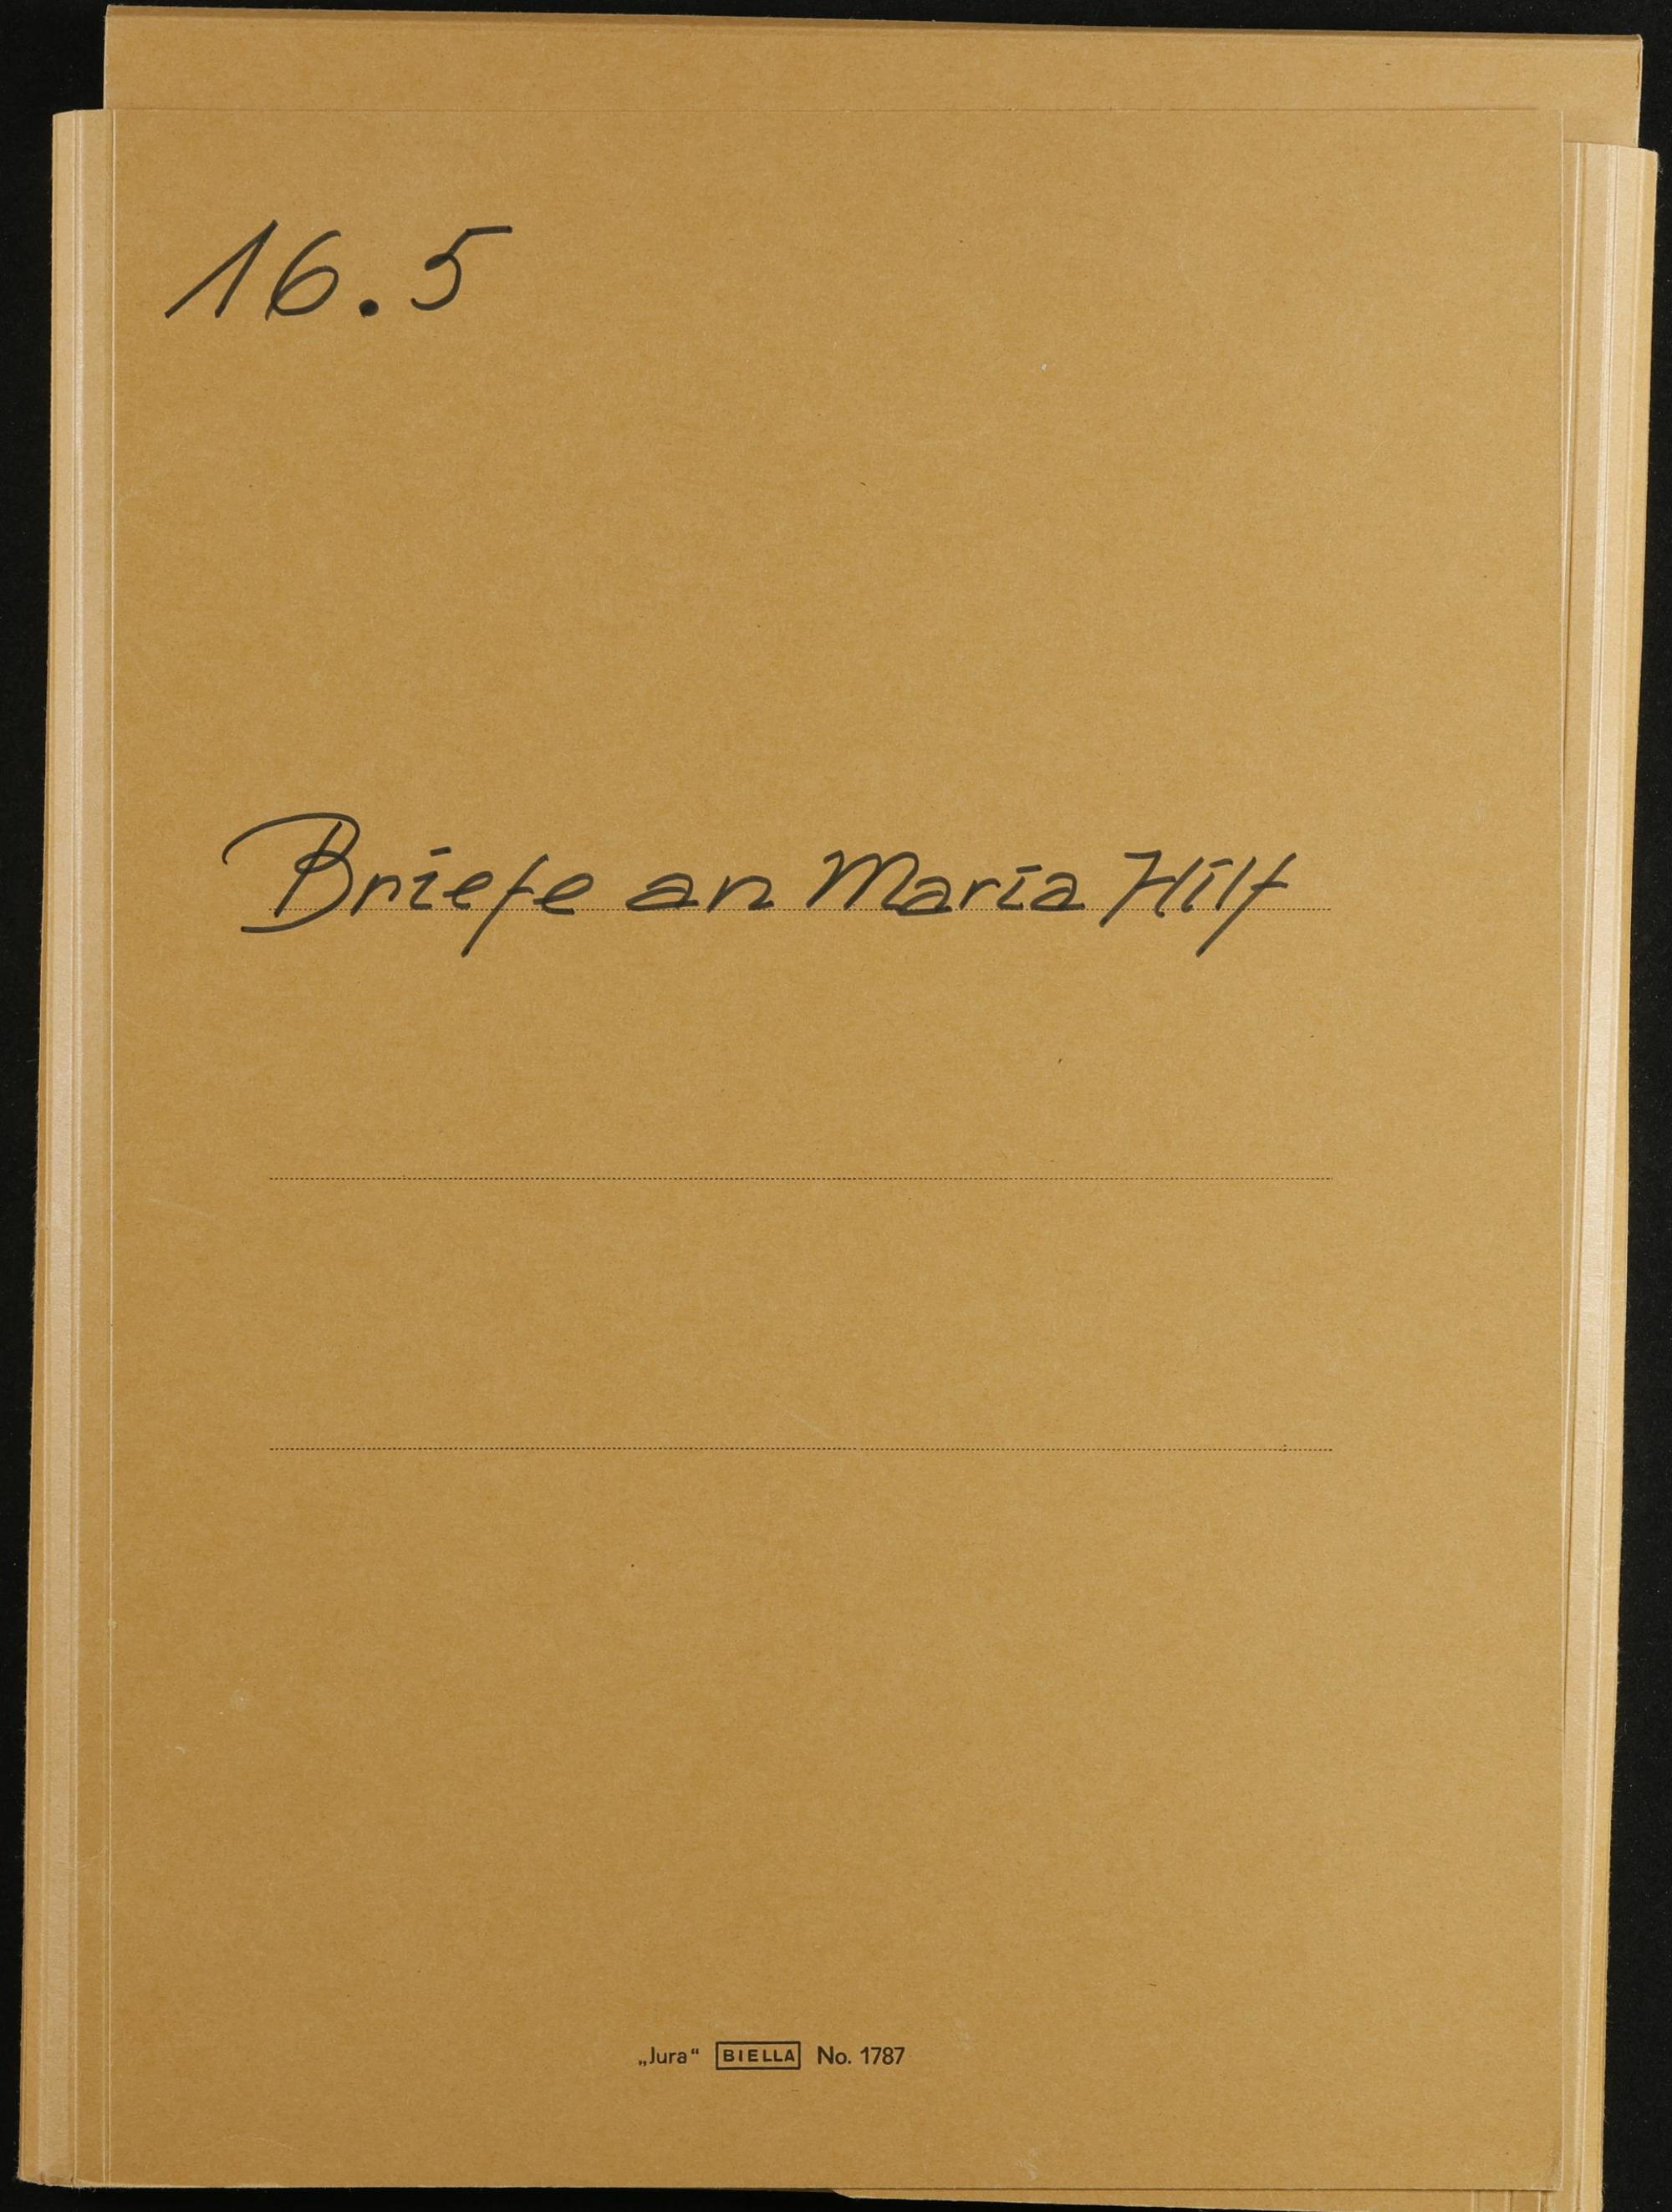 16.5
Briefe an Maria Hilf
„Jura“ BIELLA No. 1787